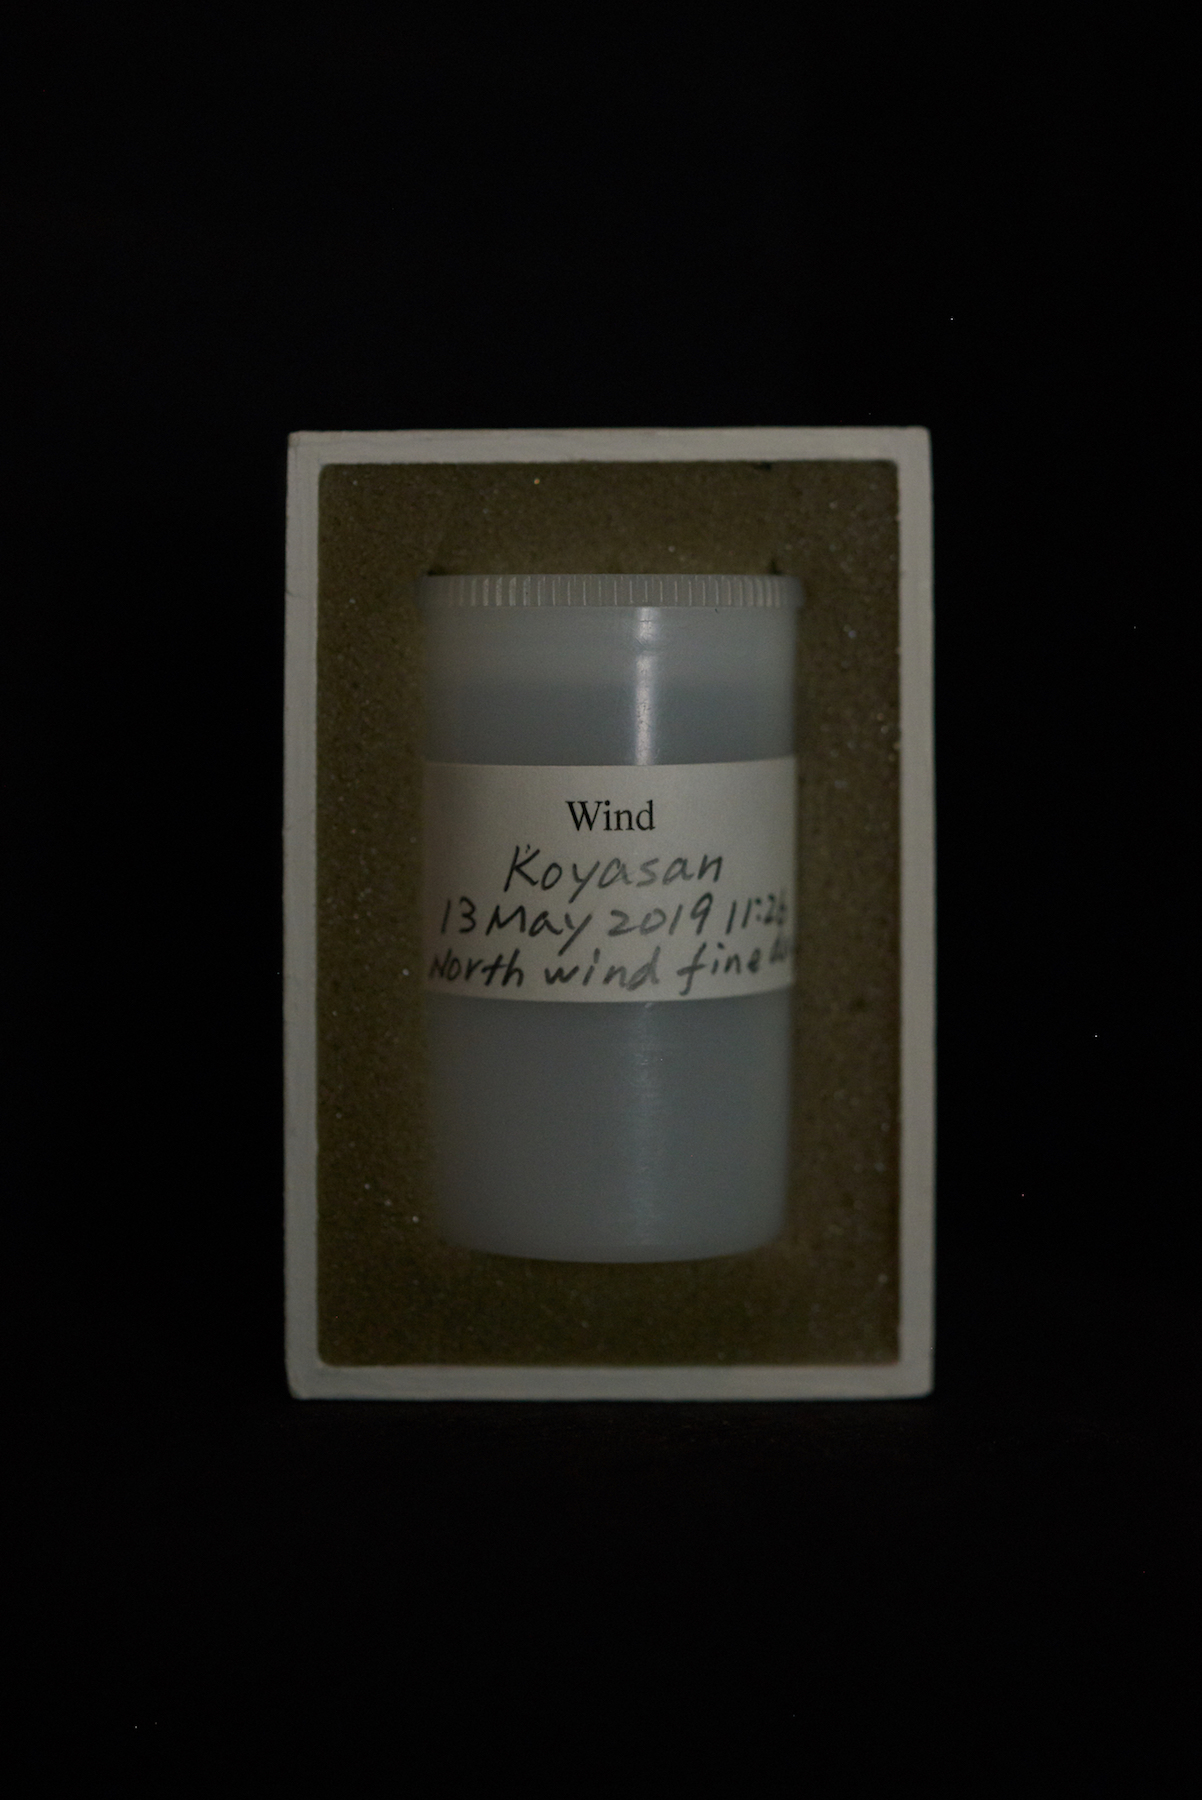 Wind
Koyasan
13 May 2019 11:26
North wind fine